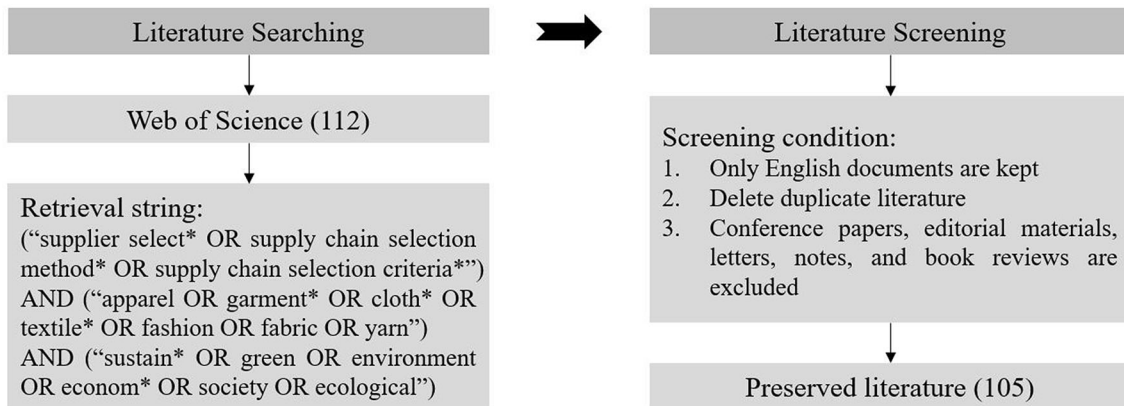 Literature Searching
Web of Science (112)
Retrieval string:
(“supplier select* OR supply chain selection
method* OR supply chain selection criteria*”)
AND (“apparel OR garment* OR cloth* OR
textile* OR fashion OR fabric OR yarn”)
AND (“sustain* OR green OR environment
OR econom* OR society OR ecological”)
Literature Screening
Screening condition:
1. Only English documents are kept
2. Delete duplicate literature
3. Conference papers, editorial materials,
letters, notes, and book reviews are
excluded
Preserved literature (105)